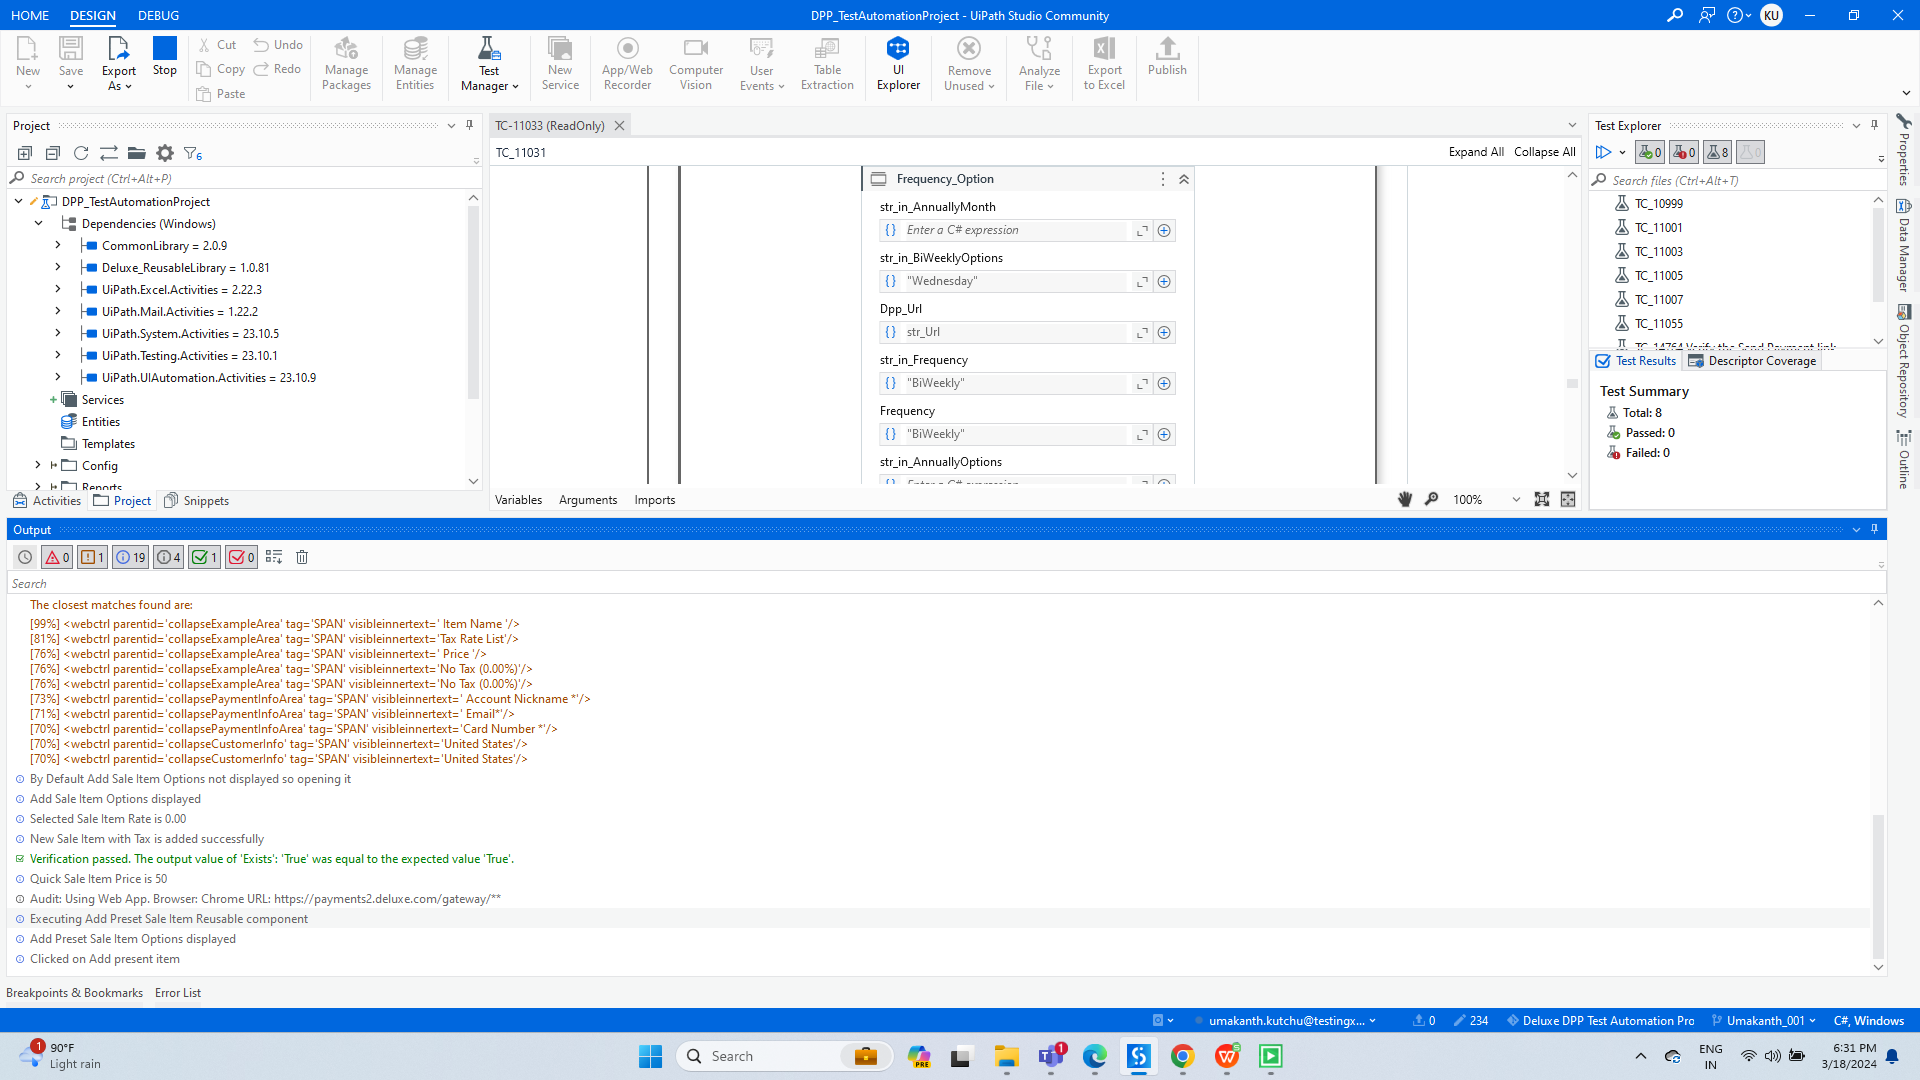 HOME DESIGN DEBUG
DPP_TestAutomationProject - UiPath Studio Community
KU
New
Save
Export As
Stop
Cut
Copy
Paste
Undo
Redo
Manage Packages
Manage Entities
Test Manager
New Service
App/Web Recorder
Computer Vision
User Events
Table Extraction
UI Explorer
Remove Unused
Analyze File
Export to Excel
Publish
Project
6
Search project (Ctrl+Alt+P)
DPP_TestAutomationProject
Dependencies (Windows)
CommonLibrary = 2.0.9
Deluxe_ReusableLibrary = 1.0.81
UiPath.Excel.Activities = 2.22.3
UiPath.Mail.Activities = 1.22.2
UiPath.System.Activities = 23.10.5
UiPath.Testing.Activities = 23.10.1
UiPath.UIAutomation.Activities = 23.10.9
Services
Entities
Templates
Config
Reports
Activities Project Snippets
TC-11033 (ReadOnly)
TC_11031
Expand All Collapse All
Frequency_Option
str_in_AnnuallyMonth
Enter a C# expression
str_in_BiWeeklyOptions
"Wednesday"
Dpp_Url
str_Url
str_in_Frequency
"BiWeekly"
Frequency
"BiWeekly"
str_in_AnnuallyOptions
Enter a C# expression
Variables Arguments Imports
100%
Test Explorer
0 0 8 0
Search files (Ctrl+Alt+T)
TC_10999
TC_11001
TC_11003
TC_11005
TC_11007
TC_11055
TC_14764 Verify the Send Payment link
Test Results Descriptor Coverage
Test Summary
Total: 8
Passed: 0
Failed: 0
Properties
Data Manager
Object Repository
Outline
Output
0 1 19 4 1 0
Search
The closest matches found are:
[99%] <webctrl parentid='collapseExampleArea' tag='SPAN' visibleinnertext=' Item Name '/>
[81%] <webctrl parentid='collapseExampleArea' tag='SPAN' visibleinnertext='Tax Rate List'/>
[76%] <webctrl parentid='collapseExampleArea' tag='SPAN' visibleinnertext=' Price '/>
[76%] <webctrl parentid='collapseExampleArea' tag='SPAN' visibleinnertext='No Tax (0.00%)'/>
[76%] <webctrl parentid='collapseExampleArea' tag='SPAN' visibleinnertext='No Tax (0.00%)'/>
[73%] <webctrl parentid='collapsePaymentInfoArea' tag='SPAN' visibleinnertext=' Account Nickname *'/>
[71%] <webctrl parentid='collapsePaymentInfoArea' tag='SPAN' visibleinnertext=' Email*'/>
[70%] <webctrl parentid='collapsePaymentInfoArea' tag='SPAN' visibleinnertext='Card Number *'/>
[70%] <webctrl parentid='collapseCustomerInfo' tag='SPAN' visibleinnertext='United States'/>
[70%] <webctrl parentid='collapseCustomerInfo' tag='SPAN' visibleinnertext='United States'/>
By Default Add Sale Item Options not displayed so opening it
Add Sale Item Options displayed
Selected Sale Item Rate is 0.00
New Sale Item with Tax is added successfully
Verification passed. The output value of 'Exists': 'True' was equal to the expected value 'True'.
Quick Sale Item Price is 50
Audit: Using Web App. Browser: Chrome URL: https://payments2.deluxe.com/gateway/**
Executing Add Preset Sale Item Reusable component
Add Preset Sale Item Options displayed
Clicked on Add present item
Breakpoints & Bookmarks Error List
umakanth.kutchu@testingx... 0 234 Deluxe DPP Test Automation Pro Umakanth_001 C#, Windows
1
90°F
Light rain
Search
PRE
1
ENG
IN
6:31 PM
3/18/2024